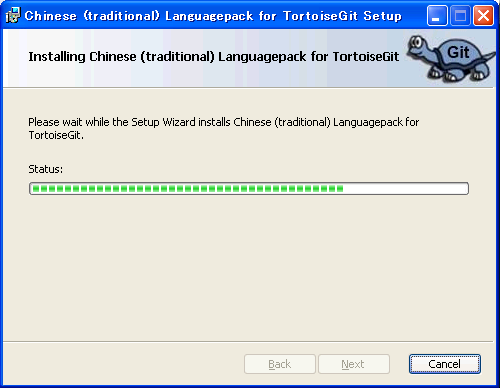 Chinese (traditional) Languagepack for TortoiseGit Setup
Installing Chinese (traditional) Languagepack for TortoiseGit
Git
Please wait while the Setup Wizard installs Chinese (traditional) Languagepack for
TortoiseGit.
Status:
Back Next Cancel